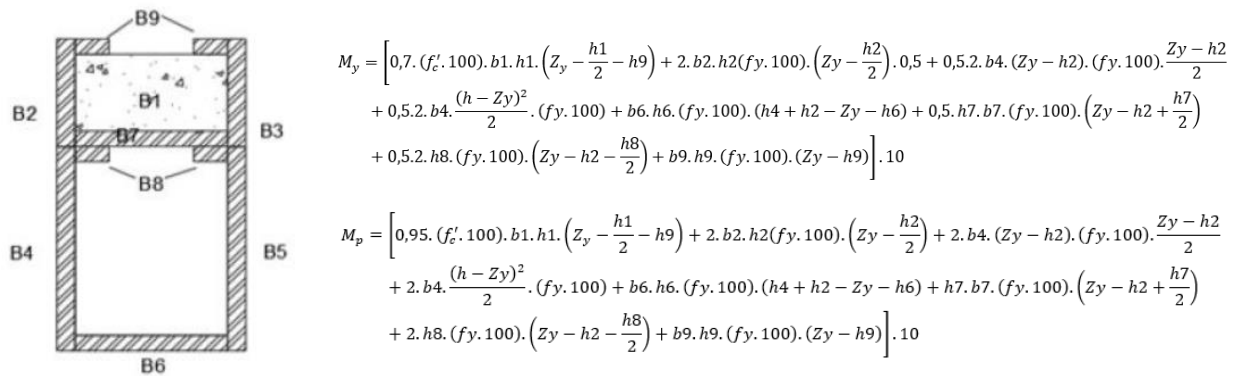 B9
B2
B1
B3
B7
B8
B4
B5
B6
M_y = [0,7. (f_c′. 100). b1. h1. (Z_y − h1/2 − h9) + 2. b2. h2(fy. 100). (Zy − h2/2). 0,5 + 0,5.2. b4. (Zy − h2). (fy. 100). (Zy − h2)/2
+ 0,5.2. b4. (h − Zy)²/2 . (fy. 100) + b6. h6. (fy. 100). (h4 + h2 − Zy − h6) + 0,5. h7. b7. (fy. 100). (Zy − h2 + h7/2)
+ 0,5.2. h8. (fy. 100). (Zy − h2 − h8/2) + b9. h9. (fy. 100). (Zy − h9)] . 10
M_p = [0,95. (f_c′. 100). b1. h1. (Z_y − h1/2 − h9) + 2. b2. h2(fy. 100). (Zy − h2/2) + 2. b4. (Zy − h2). (fy. 100). (Zy − h2)/2
+ 2. b4. (h − Zy)²/2 . (fy. 100) + b6. h6. (fy. 100). (h4 + h2 − Zy − h6) + h7. b7. (fy. 100). (Zy − h2 + h7/2)
+ 2. h8. (fy. 100). (Zy − h2 − h8/2) + b9. h9. (fy. 100). (Zy − h9)] . 10